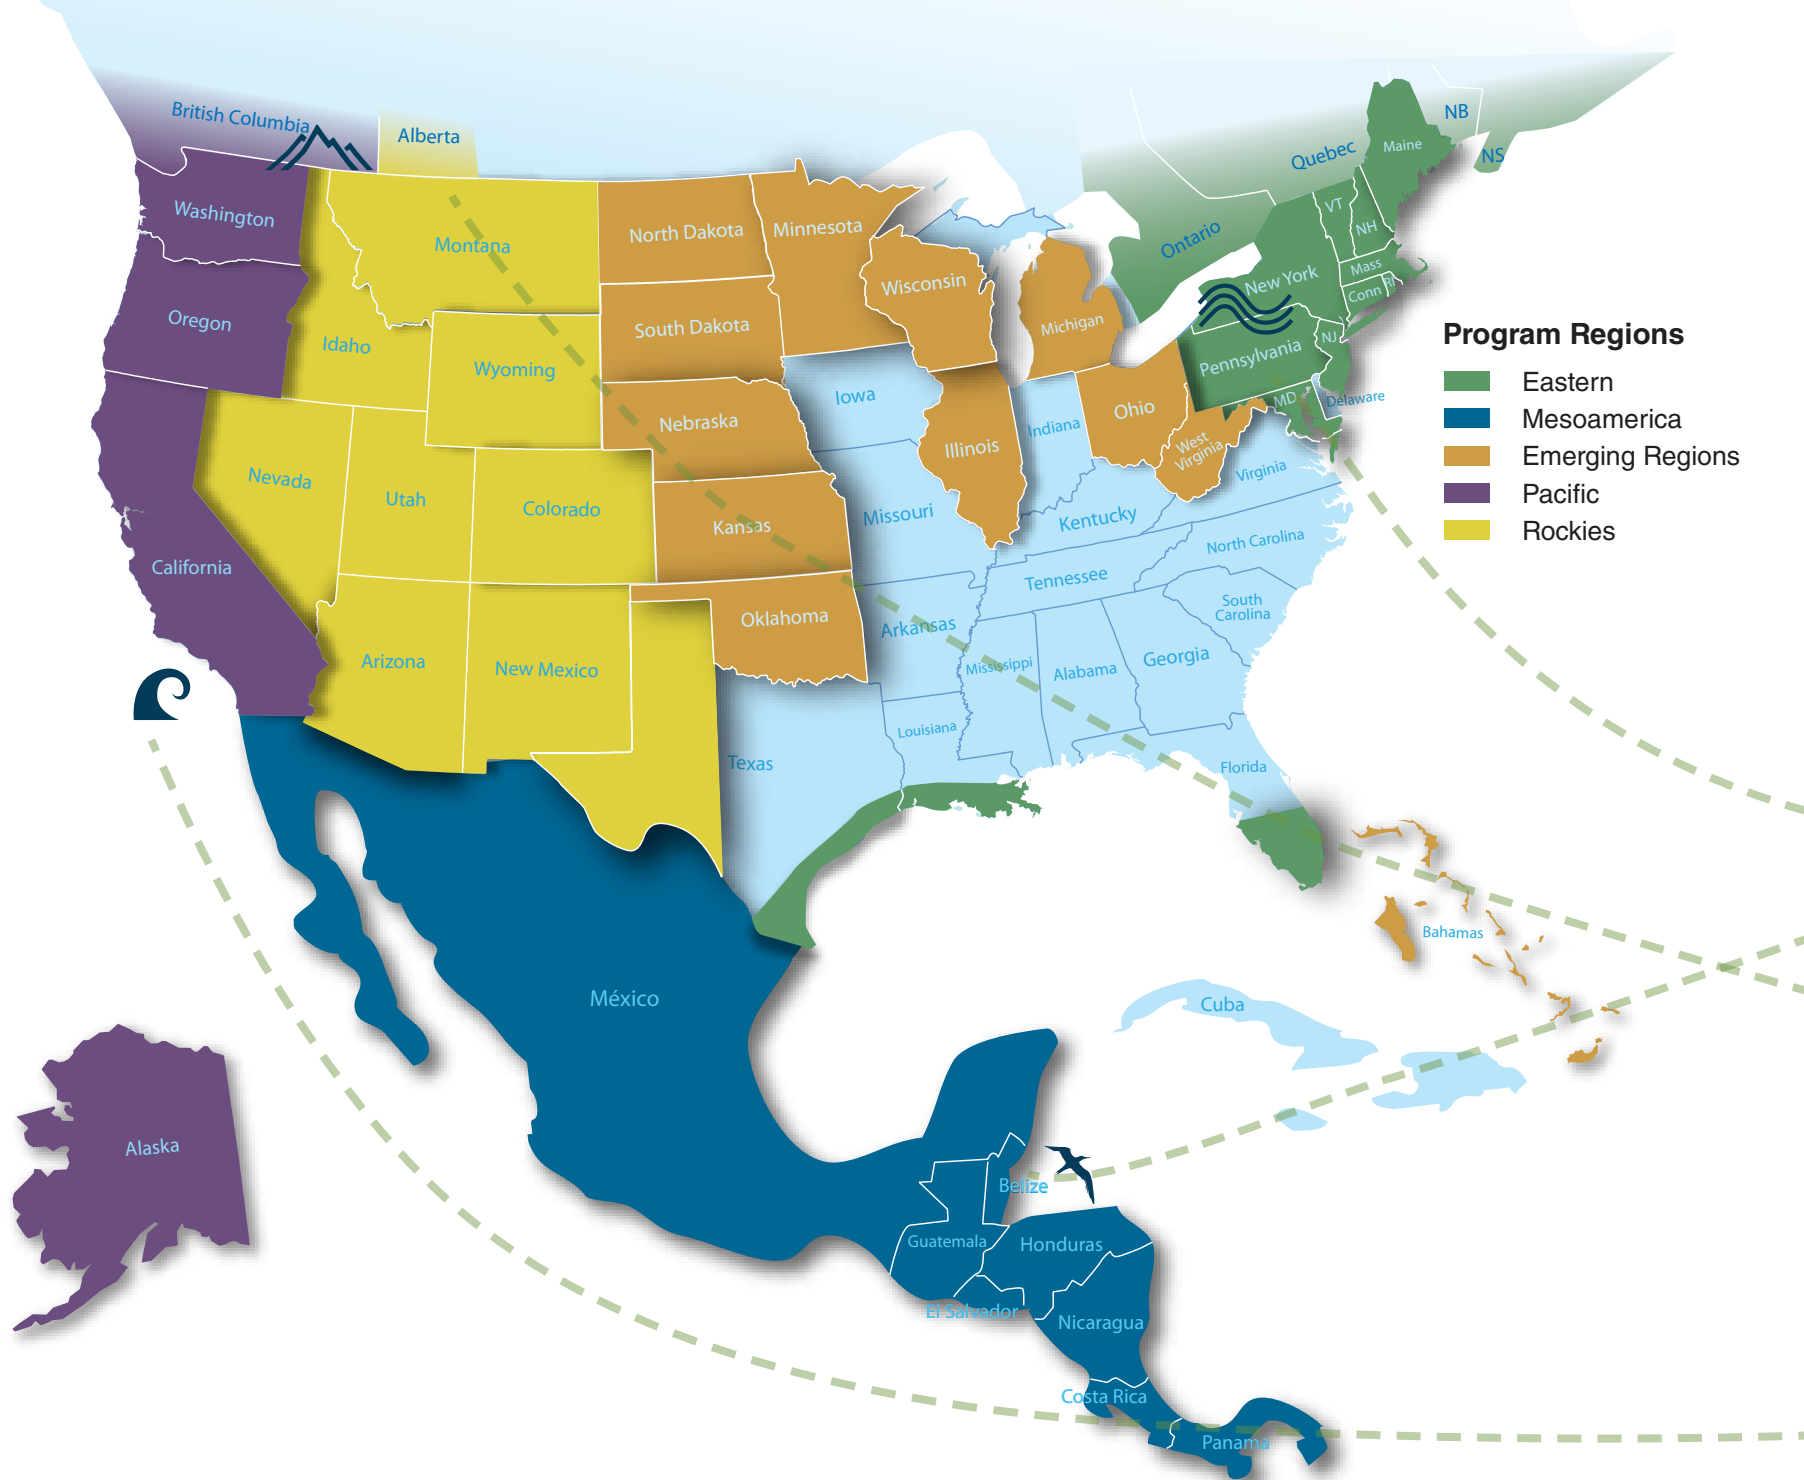 British Columbia
Alberta
Quebec
NB
NS
Maine
Ontario
VT
NH
Mass
Conn
RI
New York
Washington
Montana
North Dakota
Minnesota
Wisconsin
Michigan
Oregon
Idaho
Wyoming
South Dakota
Pennsylvania
NJ
MD
Delaware
Program Regions
Eastern
Mesoamerica
Emerging Regions
Pacific
Rockies
Nebraska
Iowa
Illinois
Indiana
Ohio
West
Virginia
Virginia
Nevada
Utah
Colorado
Kansas
Missouri
Kentucky
North Carolina
California
Tennessee
South
Carolina
Oklahoma
Arkansas
Arizona
New Mexico
Mississippi
Alabama
Georgia
Texas
Louisiana
Florida
Bahamas
México
Cuba
Alaska
Belize
Guatemala
Honduras
El Salvador
Nicaragua
Costa Rica
Panama